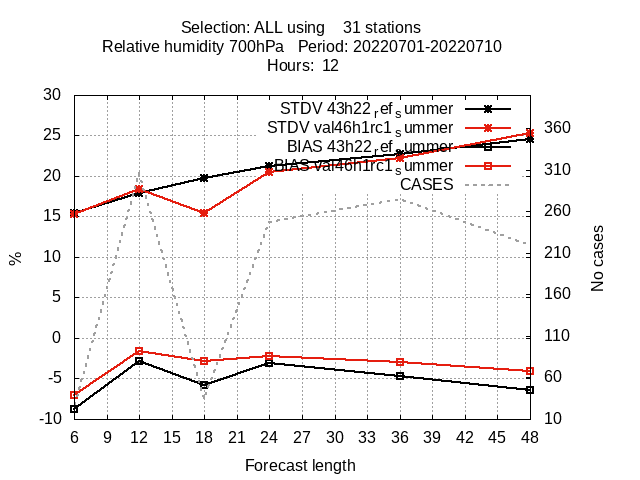 Selection: ALL using    31 stations
Relative humidity 700hPa   Period: 20220701-20220710
Hours: 12
STDV 43h22_ref_summer
STDV val46h1rc1_summer
BIAS 43h22_ref_summer
BIAS val46h1rc1_summer
CASES
30
25
20
15
10
5
0
-5
-10
%
360
310
260
210
160
110
60
10
No cases
6 9 12 15 18 21 24 27 30 33 36 39 42 45 48
Forecast length